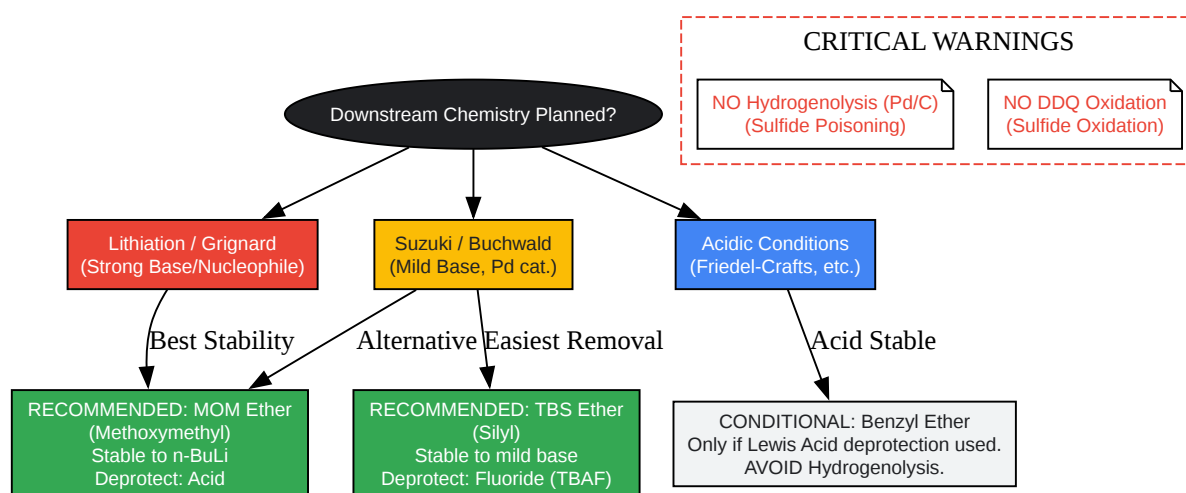 CRITICAL WARNINGS
NO Hydrogenolysis (Pd/C)
(Sulfide Poisoning)
NO DDQ Oxidation
(Sulfide Oxidation)
Downstream Chemistry Planned?
Lithiation / Grignard
(Strong Base/Nucleophile)
Suzuki / Buchwald
(Mild Base, Pd cat.)
Acidic Conditions
(Friedel-Crafts, etc.)
Best Stability
Alternative
Easiest Removal
Acid Stable
RECOMMENDED: MOM Ether
(Methoxymethyl)
Stable to n-BuLi
Deprotect: Acid
RECOMMENDED: TBS Ether
(Silyl)
Stable to mild base
Deprotect: Fluoride (TBAF)
CONDITIONAL: Benzyl Ether
Only if Lewis Acid deprotection used.
AVOID Hydrogenolysis.